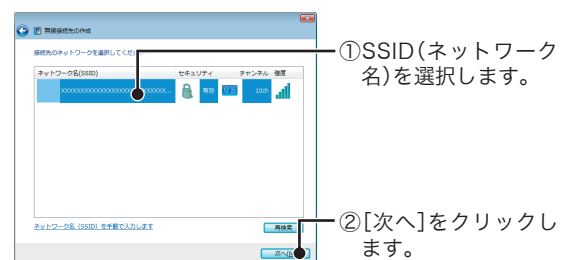 無線接続先の作成
接続先のネットワークを選択してくだ
ネットワーク名(SSID) セキュリティ チャンネル 強度
有効 10ch
ネットワーク名 (SSID) を手動で入力します
再検索
次へ
①SSID(ネットワーク
名)を選択します。
②[次へ]をクリックし
ます。